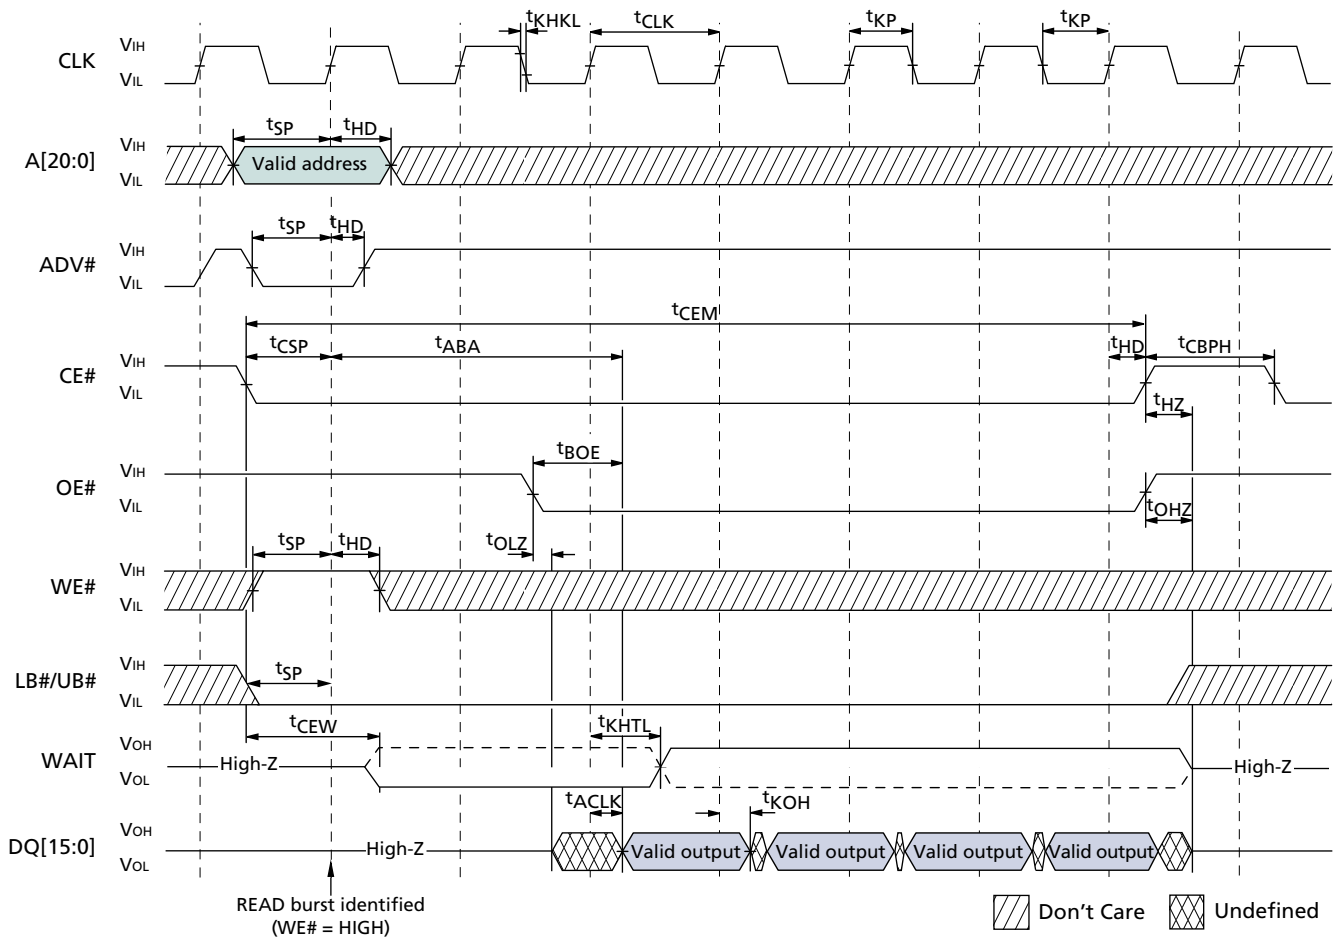 tKHKL tCLK tKP tKP
CLK VIH
VIL
tSP tHD
A[20:0] VIH
VIL
Valid address
tSP tHD
ADV# VIH
VIL
tCEM
tCSP tABA tHD tCBPH
CE# VIH
VIL
tHZ
tBOE
OE# VIH
VIL
tOHZ
tSP tHD tOLZ
WE# VIH
VIL
LB#/UB# VIH
VIL
tSP
tCEW tKHTL
WAIT VOH
VOL
High-Z High-Z
tACLK tKOH
DQ[15:0] VOH
VOL
High-Z Valid output Valid output Valid output Valid output
READ burst identified
(WE# = HIGH)
Don't Care Undefined